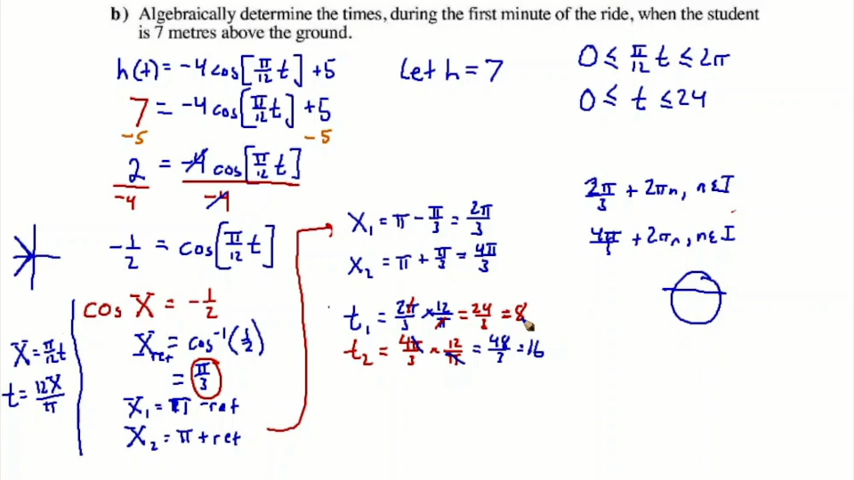 b) Algebraically determine the times, during the first minute of the ride, when the student
is 7 metres above the ground.
h(t) = -4cos[π/12 t] + 5
Let h = 7
0 ≤ π/12 t ≤ 2π
7 = -4cos[π/12 t] + 5
-5 -5
0 ≤ t ≤ 24
2 = -4 cos[π/12 t]
-4 -4
-1/2 = cos[π/12 t]
cos X = -1/2
X = π/12 t
t = 12X/π
X ref = cos⁻¹(1/2)
= π/3
X₁ = π - ref
X₂ = π + ref
X₁ = π - π/3 = 2π/3
X₂ = π + π/3 = 4π/3
t₁ = 2π/3 × 12/π = 24/3 = 8
t₂ = 4π/3 × 12/π = 48/3 = 16
2π/3 + 2πn, n ε I
4π/3 + 2πn, n ε I